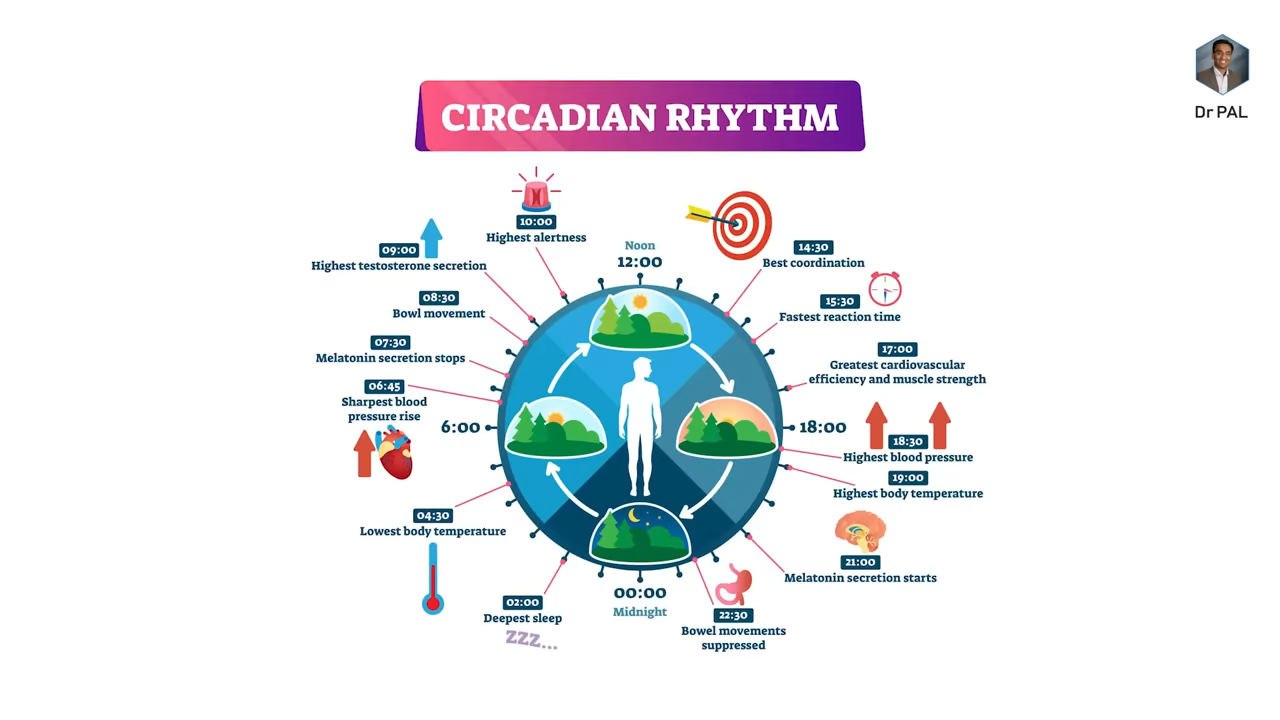 Dr PAL
CIRCADIAN RHYTHM
10:00
Highest alertness
09:00
Highest testosterone secretion
08:30
Bowl movement
07:30
Melatonin secretion stops
06:45
Sharpest blood
pressure rise
6:00
04:30
Lowest body temperature
02:00
Deepest sleep
ZZZ...
Noon
12:00
14:30
Best coordination
15:30
Fastest reaction time
17:00
Greatest cardiovascular
efficiency and muscle strength
18:00
18:30
Highest blood pressure
19:00
Highest body temperature
21:00
Melatonin secretion starts
22:30
Bowel movements
suppressed
00:00
Midnight